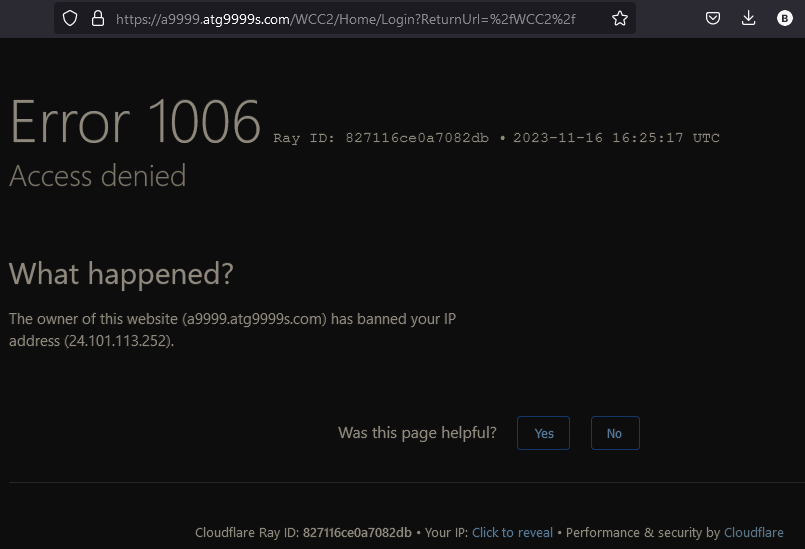 https://a9999.atg9999s.com/WCC2/Home/Login?ReturnUrl=%2fWCC2%2f
B
Error 1006 Ray ID: 827116ce0a7082db • 2023-11-16 16:25:17 UTC
Access denied
What happened?
The owner of this website (a9999.atg9999s.com) has banned your IP
address (24.101.113.252).
Was this page helpful? Yes No
Cloudflare Ray ID: 827116ce0a7082db • Your IP: Click to reveal • Performance & security by Cloudflare